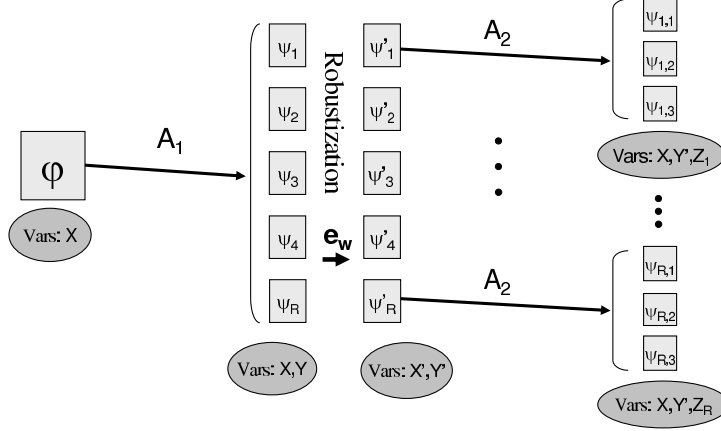 φ
Vars: X
A1
ψ1
ψ2
ψ3
ψ4
ψR
Vars: X,Y
Robustization
ew
ψ'1
ψ'2
ψ'3
ψ'4
ψ'R
Vars: X',Y'
A2
A2
ψ1,1
ψ1,2
ψ1,3
Vars: X,Y',Z1
ψR,1
ψR,2
ψR,3
Vars: X,Y',ZR